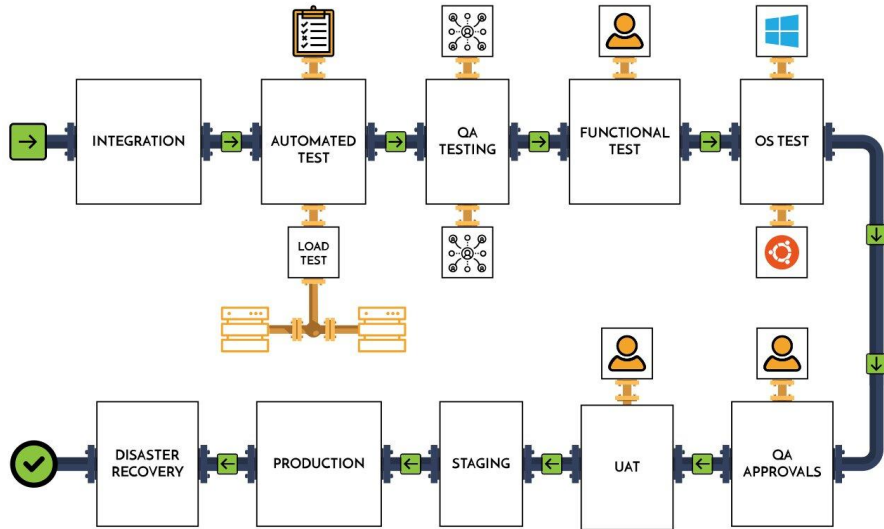 INTEGRATION
AUTOMATED
TEST
QA
TESTING
FUNCTIONAL
TEST
OS TEST
LOAD
TEST
DISASTER
RECOVERY
PRODUCTION
STAGING
UAT
QA
APPROVALS